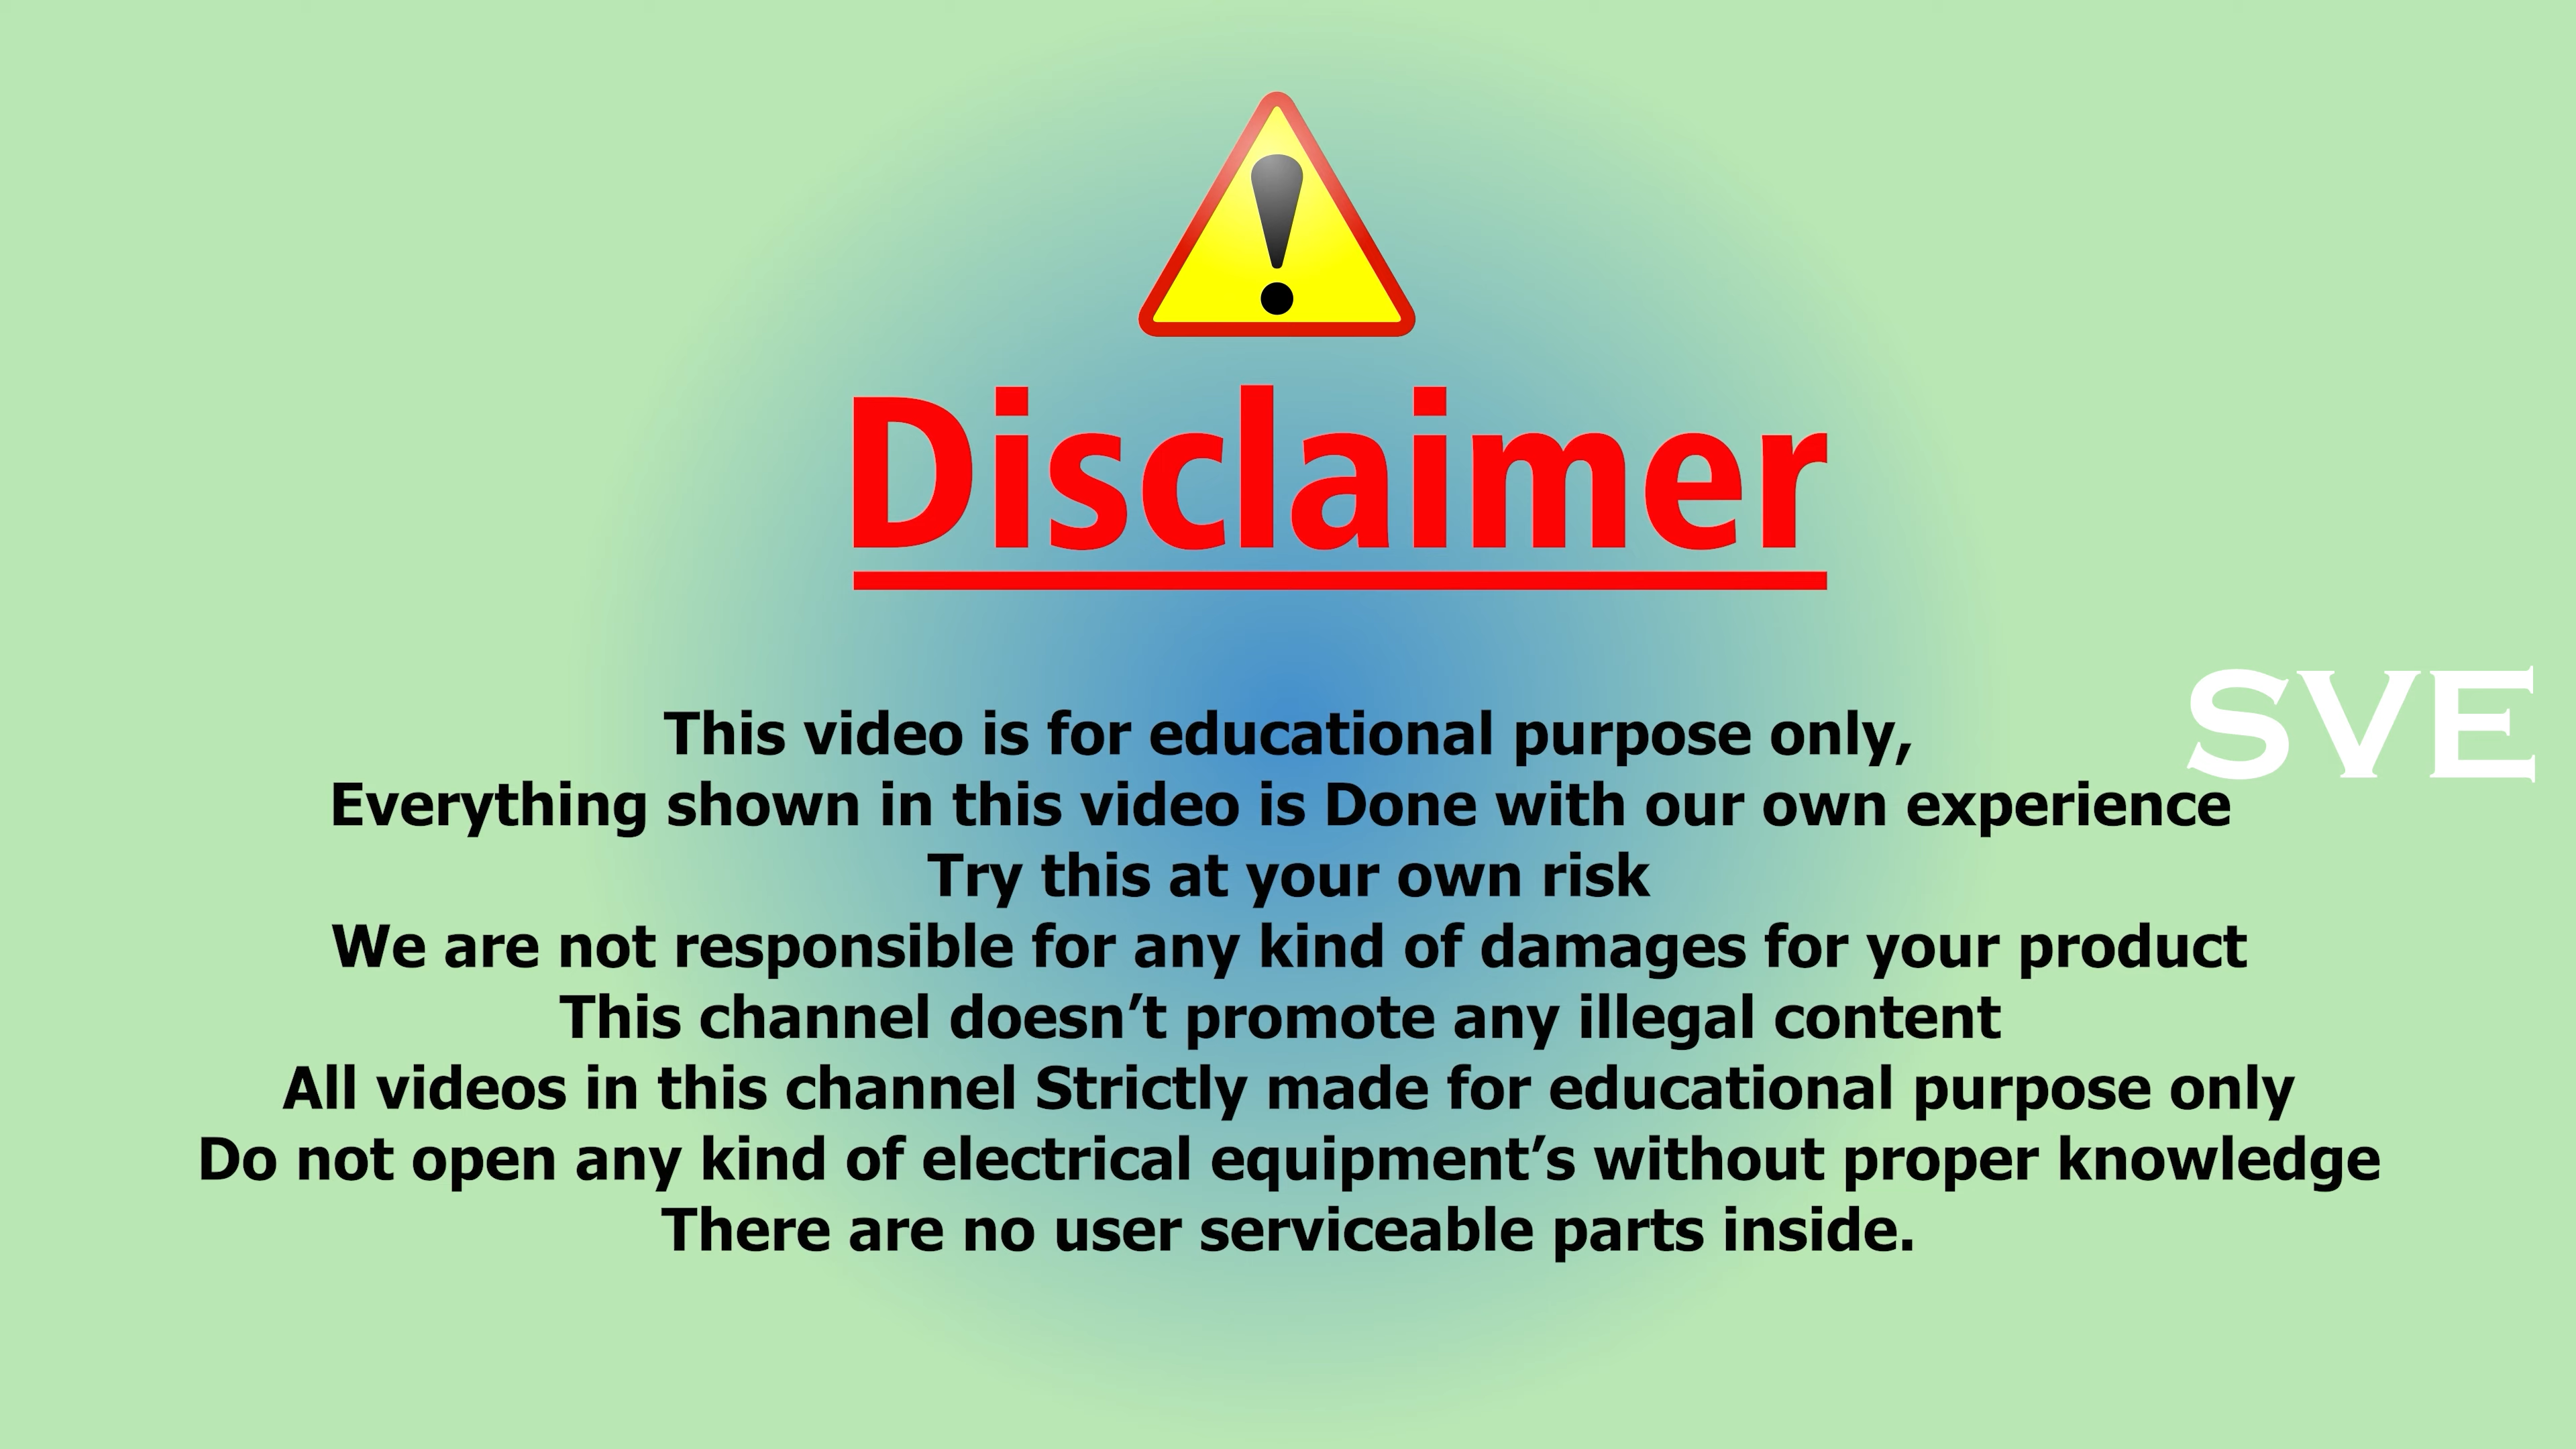 Disclaimer
SVE
This video is for educational purpose only,
Everything shown in this video is Done with our own experience
Try this at your own risk
We are not responsible for any kind of damages for your product
This channel doesn’t promote any illegal content
All videos in this channel Strictly made for educational purpose only
Do not open any kind of electrical equipment’s without proper knowledge
There are no user serviceable parts inside.